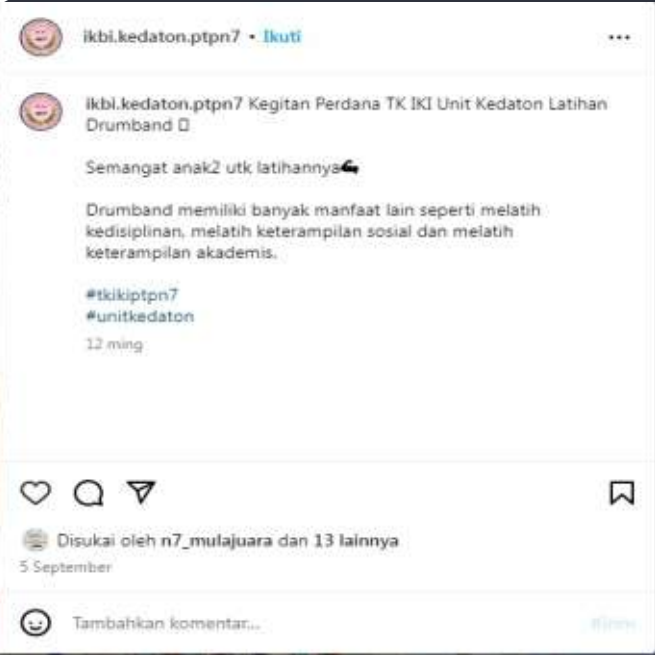 ikbi.kedaton.ptpn7 • Ikuti
ikbi.kedaton.ptpn7 Kegitan Perdana TK IKI Unit Kedaton Latihan
Drumband
Semangat anak2 utk latihannya
Drumband memiliki banyak manfaat lain seperti melatih
kedisplinan, melatih keterampilan sosial dan melatih
keterampilan akademis.
#tkikiptpn7
#unitkedaton
12 ming
Disukai oleh n7_mulajuara dan 13 lainnya
5 September
Tambahkan komentar...
Kirim